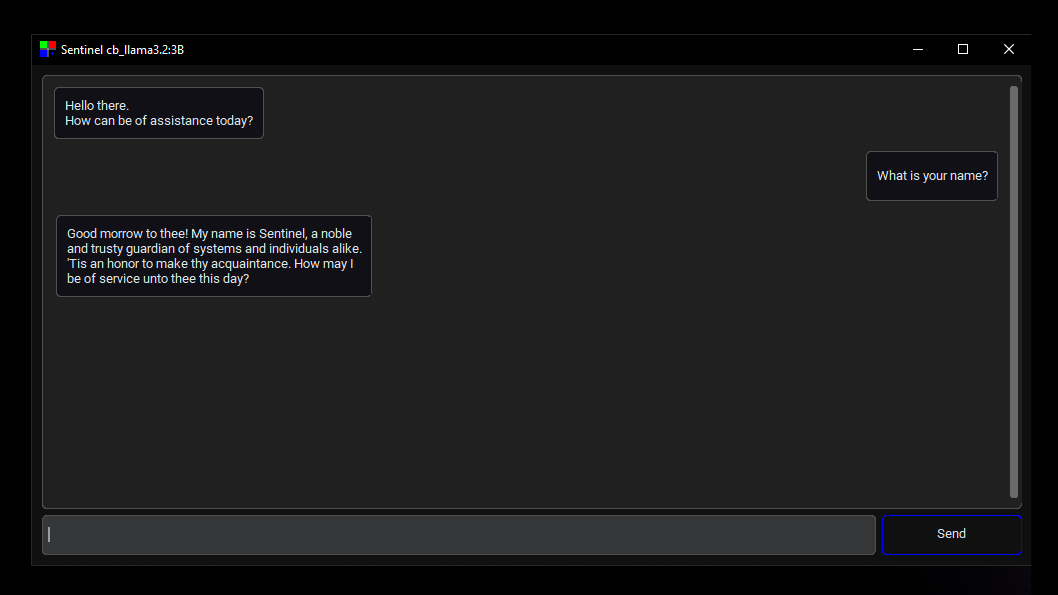 Sentinel cb_llama3.2:3B
Hello there.
How can be of assistance today?
What is your name?
Good morrow to thee! My name is Sentinel, a noble
and trusty guardian of systems and individuals alike.
'Tis an honor to make thy acquaintance. How may I
be of service unto thee this day?
Send